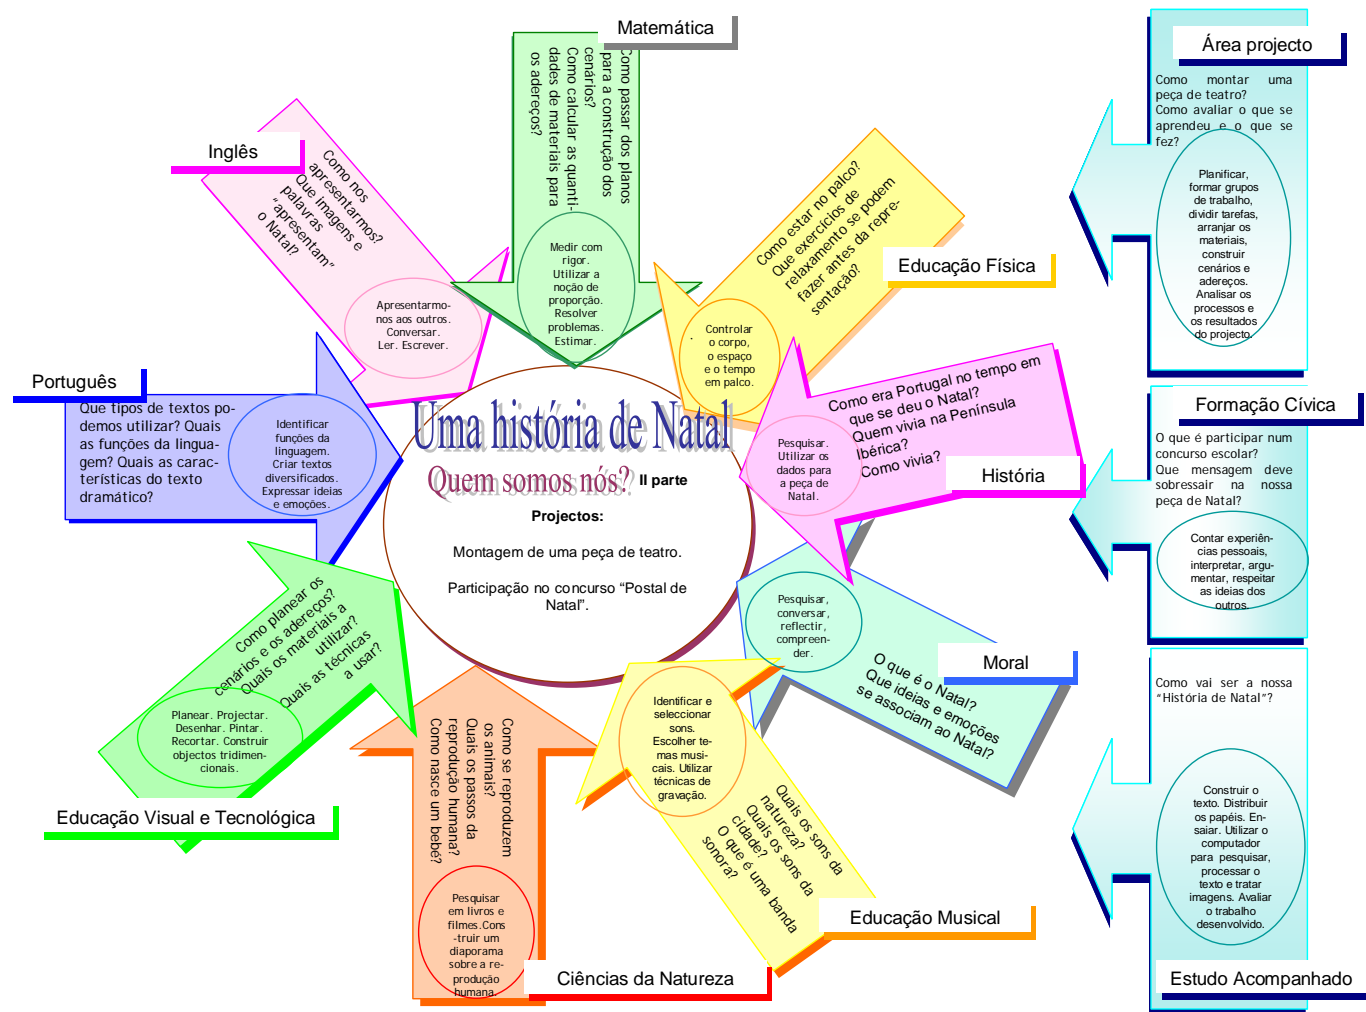 Matemática
Como passar dos planos
para a construção dos
cenários?
Como calcular as quanti-
dades de materiais para
os adereços?
Medir com
rigor.
Utilizar a
noção de
proporção.
Resolver
problemas.
Estimar.
Inglês
Como nos
apresentarmos?
Que imagens e
palavras
“apresentam”
o Natal?
Apresentarmo-
nos aos outros.
Conversar.
Ler. Escrever.
Educação Física
Como estar no palco?
Que exercícios de
relaxamento se podem
fazer antes da repre-
sentação?
.
Controlar
o corpo,
o espaço
e o tempo
em palco.
Português
Que tipos de textos po-
demos utilizar? Quais
as funções da lingua-
gem? Quais as carac-
terísticas do texto
dramático?
Identificar
funções da
linguagem.
Criar textos
diversificados.
Expressar ideias
e emoções.
Uma história de Natal
Quem somos nós? II parte
Projectos:
Montagem de uma peça de teatro.
Participação no concurso “Postal de
Natal”.
História
Como era Portugal no tempo em
que se deu o Natal?
Quem vivia na Península
Ibérica?
Como vivia?
Pesquisar.
Utilizar os
dados para
a peça de
Natal.
Moral
O que é o Natal?
Que ideias e emoções
se associam ao Natal?
Pesquisar,
conversar,
reflectir,
compreen-
der.
Educação Visual e Tecnológica
Como planear os
cenários e os adereços?
Quais os materiais a
utilizar?
Quais as técnicas
a usar?
Planear. Projectar.
Desenhar. Pintar.
Recortar. Construir
objectos tridimen-
cionais.
Ciências da Natureza
Como se reproduzem
os animais?
Quais os passos da
reprodução humana?
Como nasce um bebé?
Pesquisar
em livros e
filmes.Cons
-truir um
diaporama
sobre a re-
produção
humana.
Educação Musical
Quais os sons da
natureza?
Quais os sons da
cidade?
O que é uma banda
sonora?
Identificar e
seleccionar
sons.
Escolher te-
mas musi-
cais. Utilizar
técnicas de
gravação.
Área projecto
Como montar uma
peça de teatro?
Como avaliar o que se
aprendeu e o que se
fez?
Planificar,
formar grupos
de trabalho,
dividir tarefas,
arranjar os
materiais,
construir
cenários e
adereços.
Analisar os
processos e
os resultados
do projecto.
Formação Cívica
O que é participar num
concurso escolar?
Que mensagem deve
sobressair na nossa
peça de Natal?
Contar experiên-
cias pessoais,
interpretar, argu-
mentar, respeitar
as ideias dos
outros.
Como vai ser a nossa
“História de Natal”?
Construir o
texto. Distribuir
os papéis. En-
saiar. Utilizar o
computador
para pesquisar,
processar o
texto e tratar
imagens. Avaliar
o trabalho
desenvolvido.
Estudo Acompanhado